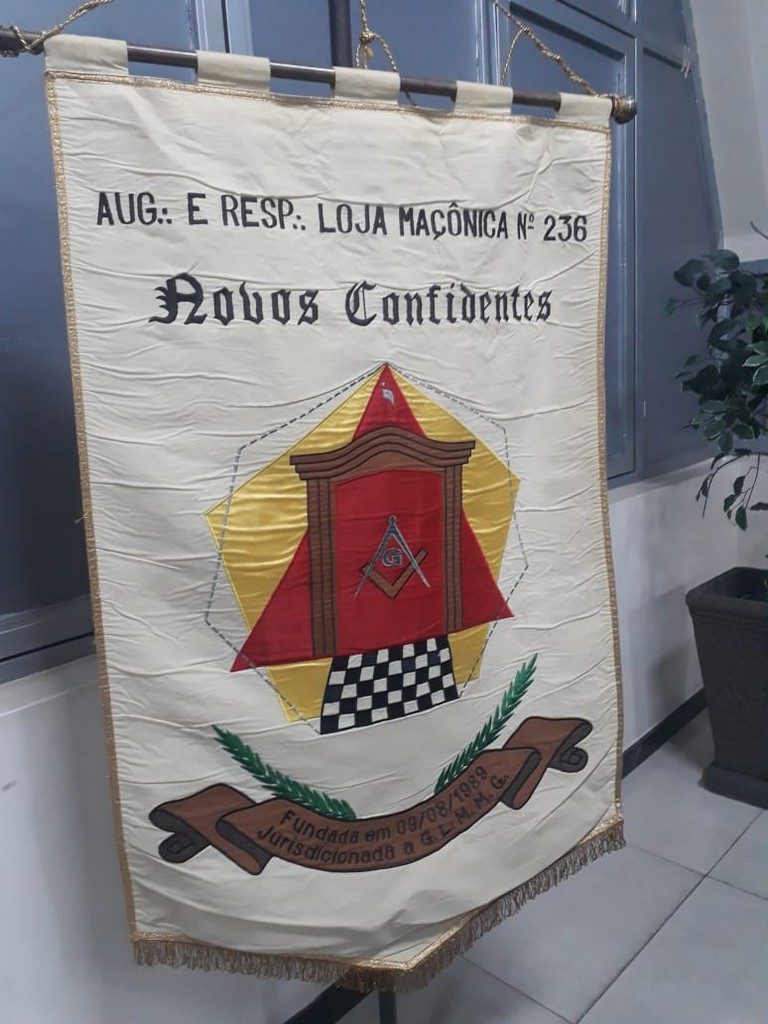 AUG∴ E RESP∴ LOJA MAÇÔNICA Nº 236
Novos Confidentes
G
Fundada em 09/08/1989
Jurisdicionada a G. L. M. M. G.